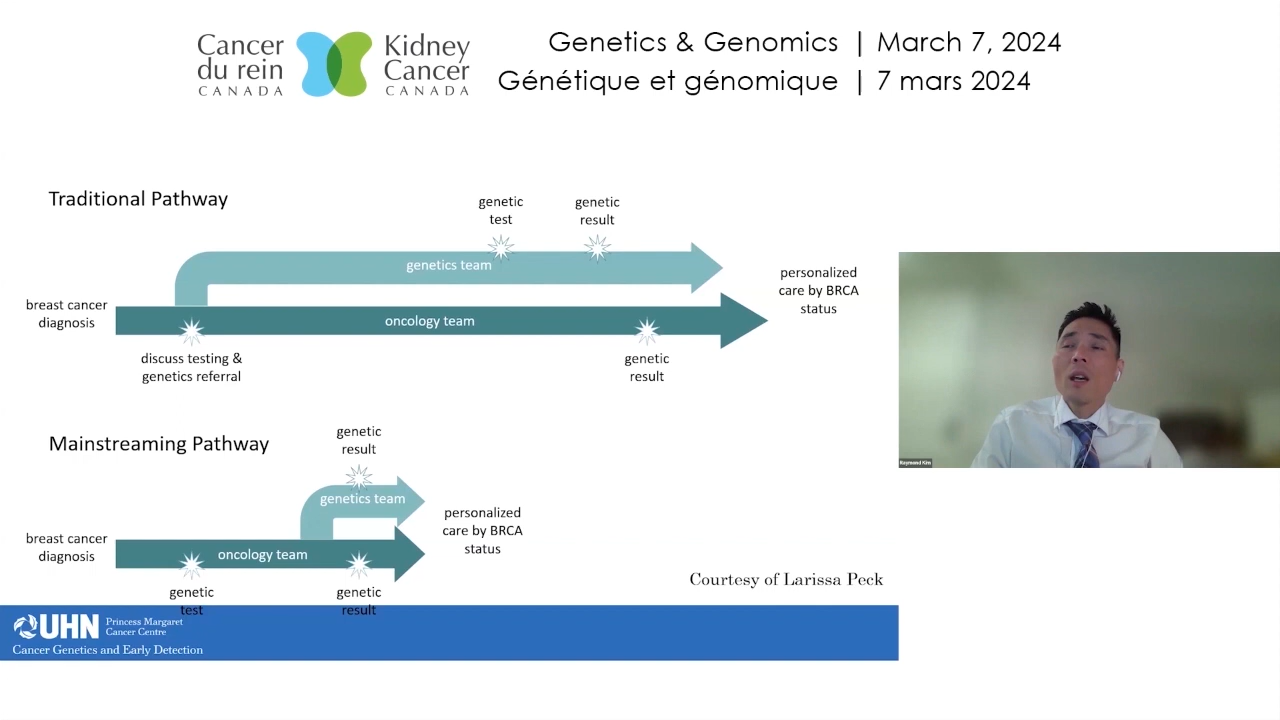 Cancer
du rein
CANADA
Kidney
Cancer
CANADA
Genetics & Genomics | March 7, 2024
Génétique et génomique | 7 mars 2024
Traditional Pathway
genetic
test
genetic
result
genetics team
breast cancer
diagnosis
oncology team
personalized
care by BRCA
status
discuss testing &
genetics referral
genetic
result
Mainstreaming Pathway
genetic
result
genetics team
breast cancer
diagnosis
oncology team
personalized
care by BRCA
status
genetic
test
genetic
result
Courtesy of Larissa Peck
UHN
Princess Margaret
Cancer Centre
Cancer Genetics and Early Detection
Raymond Kim